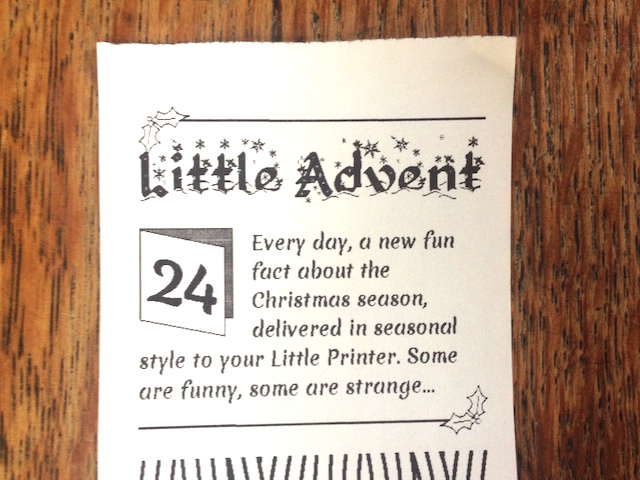 Little Advent
24
Every day, a new fun
fact about the
Christmas season,
delivered in seasonal
style to your Little Printer. Some
are funny, some are strange...